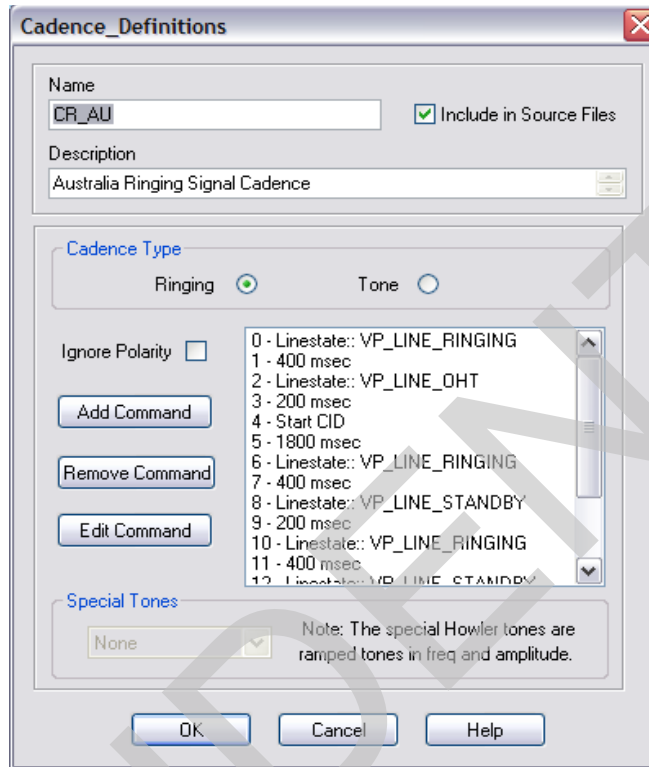 Cadence_Definitions
Name
CR_AU
Include in Source Files
Description
Australia Ringing Signal Cadence
Cadence Type
Ringing
Tone
Ignore Polarity
0 - Linestate:: VP_LINE_RINGING
1 - 400 msec
2 - Linestate:: VP_LINE_OHT
3 - 200 msec
4 - Start CID
5 - 1800 msec
6 - Linestate:: VP_LINE_RINGING
7 - 400 msec
8 - Linestate:: VP_LINE_STANDBY
9 - 200 msec
10 - Linestate:: VP_LINE_RINGING
11 - 400 msec
12 - Linestate:: VP_LINE_STANDBY
Add Command
Remove Command
Edit Command
Special Tones
None
Note: The special Howler tones are
ramped tones in freq and amplitude.
OK
Cancel
Help